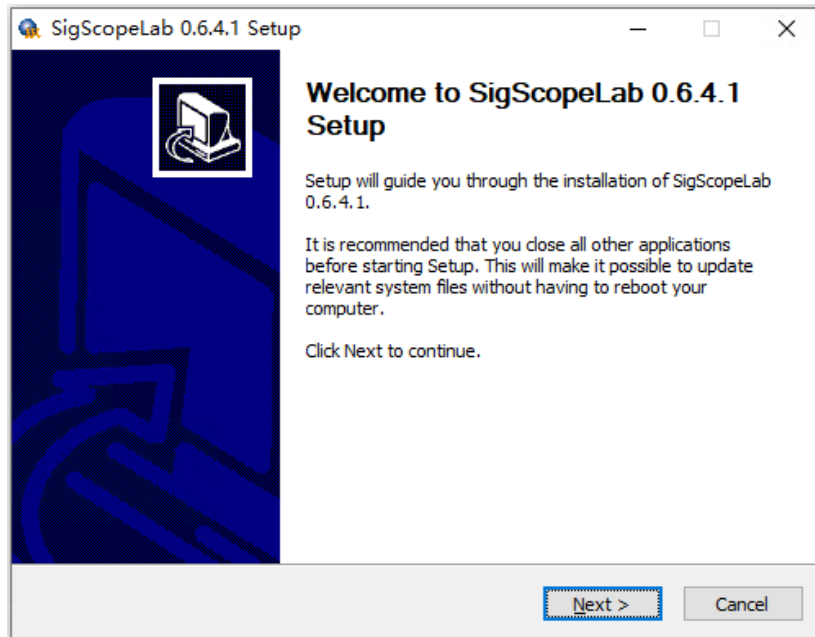 SigScopeLab 0.6.4.1 Setup
Welcome to SigScopeLab 0.6.4.1
Setup
Setup will guide you through the installation of SigScopeLab
0.6.4.1.
It is recommended that you close all other applications
before starting Setup. This will make it possible to update
relevant system files without having to reboot your
computer.
Click Next to continue.
Next >
Cancel